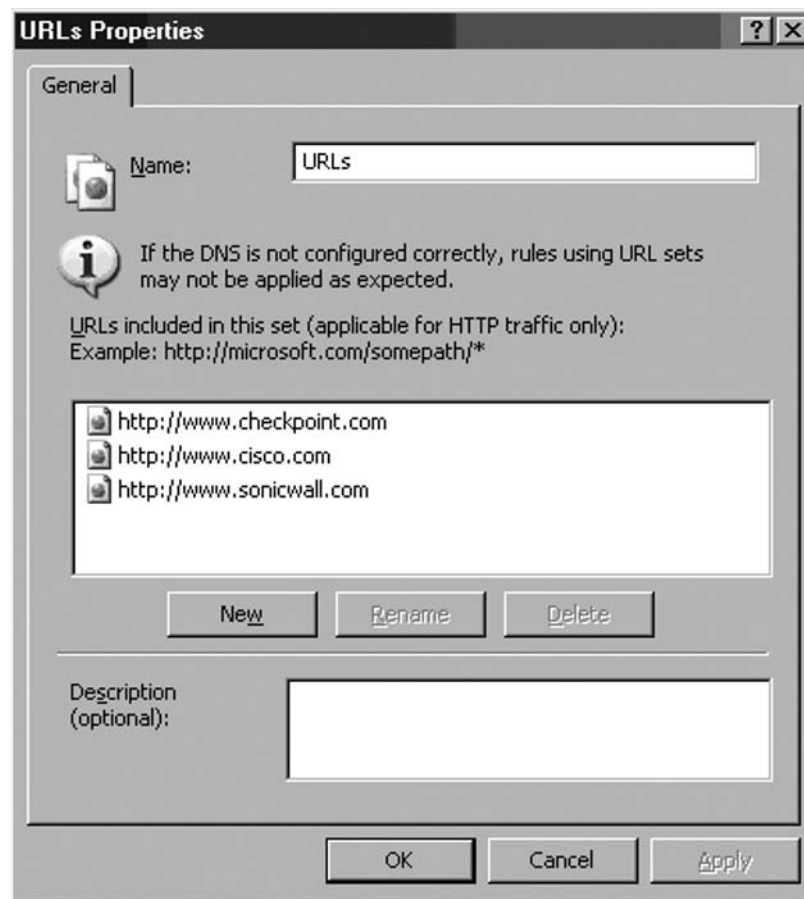 URLs Properties
General
Name:
URLs
If the DNS is not configured correctly, rules using URL sets
may not be applied as expected.
URLs included in this set (applicable for HTTP traffic only):
Example: http://microsoft.com/somepath/*
http://www.checkpoint.com
http://www.cisco.com
http://www.sonicwall.com
New
Rename
Delete
Description
(optional):
OK
Cancel
Apply